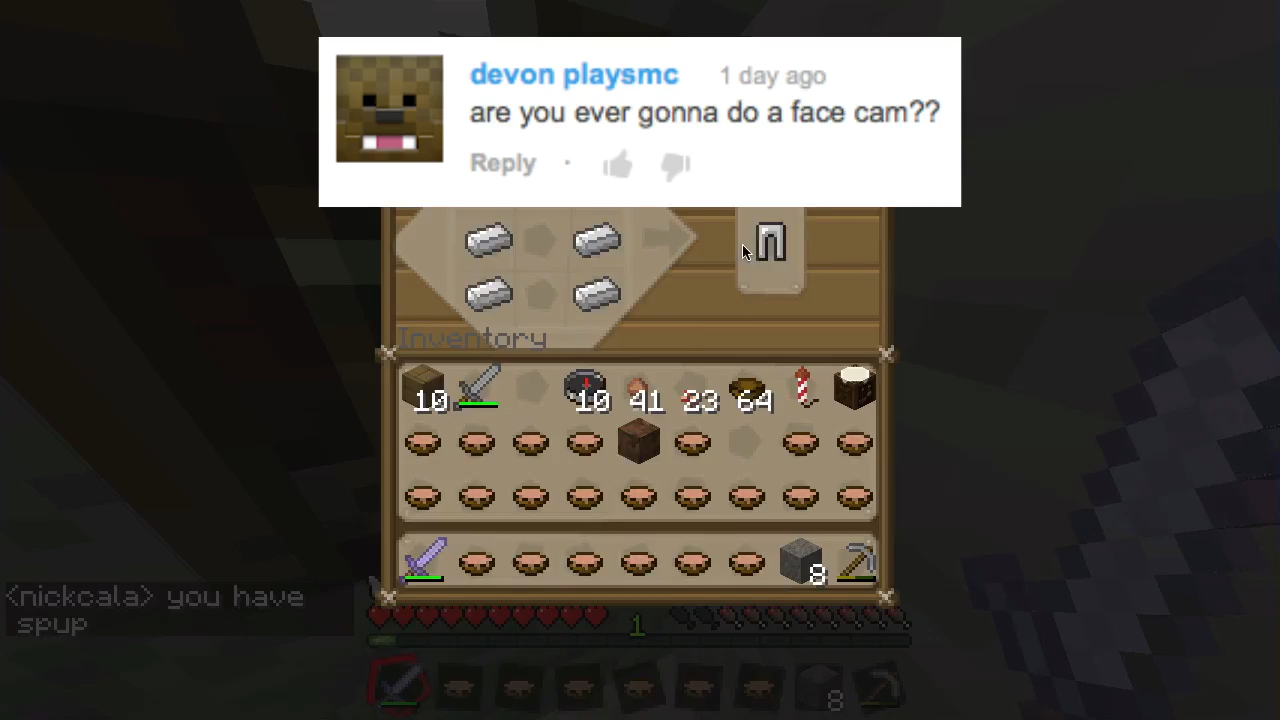 devon playsmc 1 day ago
are you ever gonna do a face cam??
Reply ·
Inventory
10 10 41 23 64
8
<nickcala> you have
spup
1
8